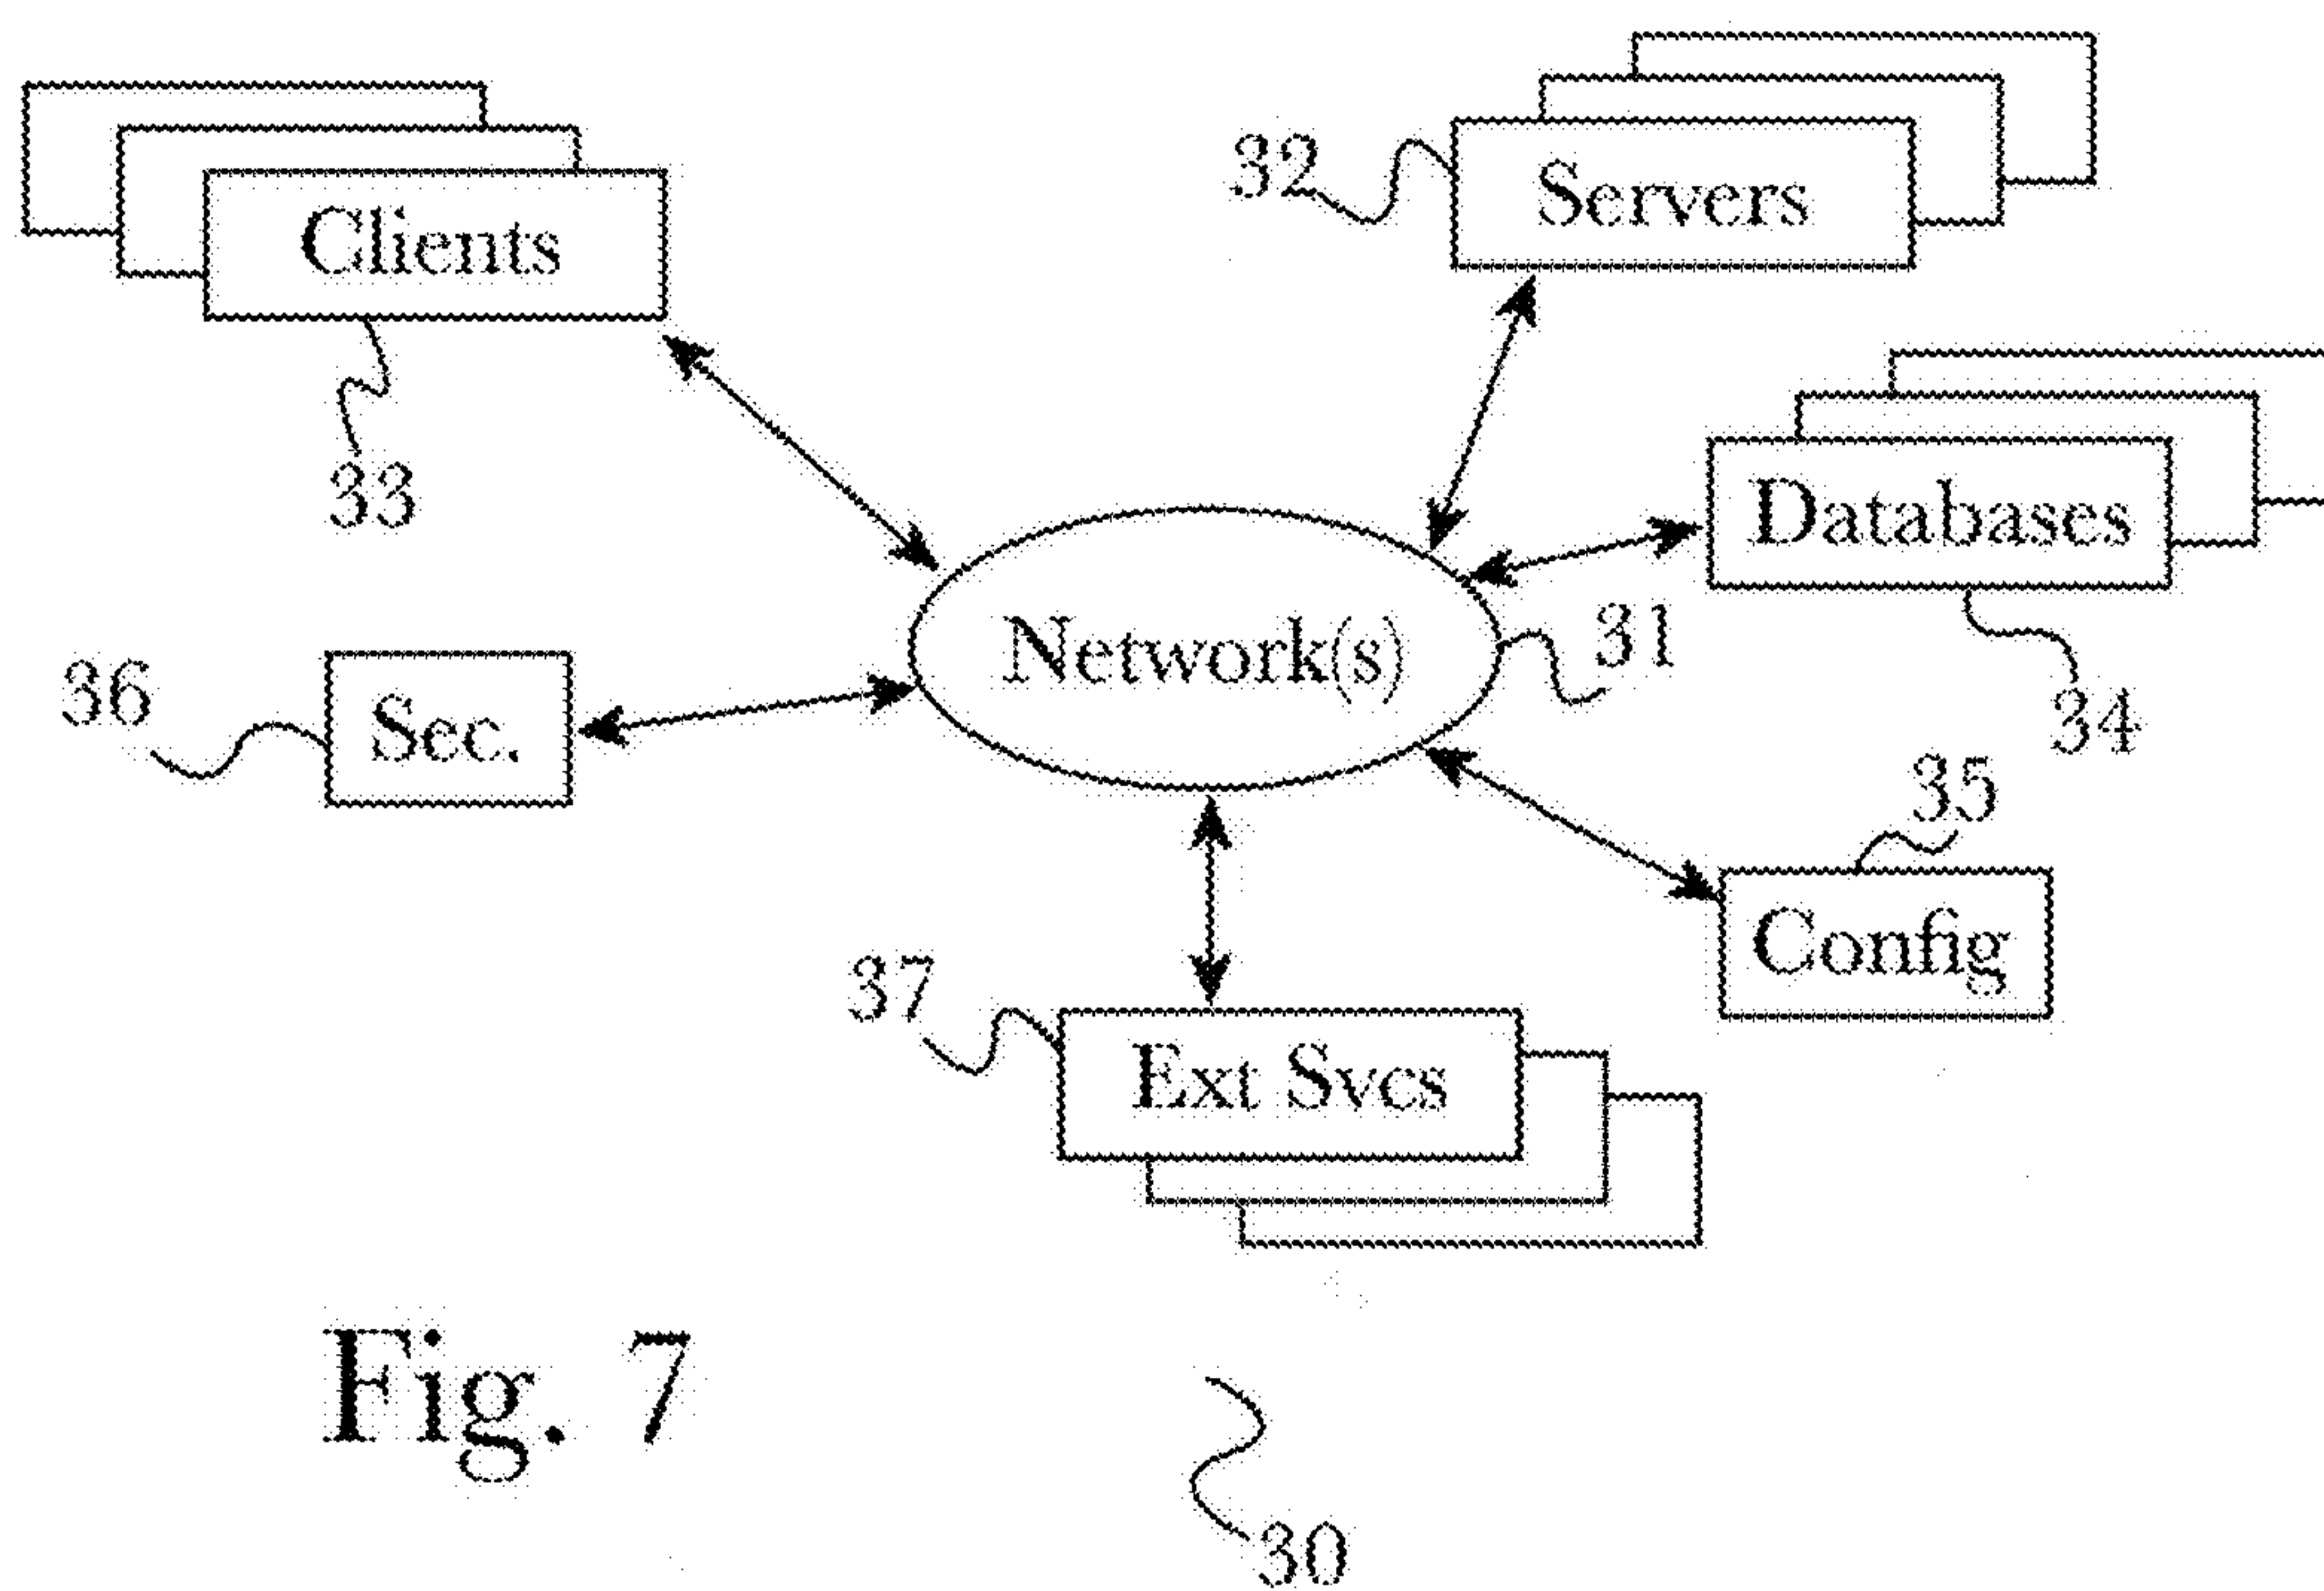 32
Servers
Clients
33
Databases
31
Network(s)
36
Sec.
34
35
Config
37
Ext Svcs
Fig. 7
30